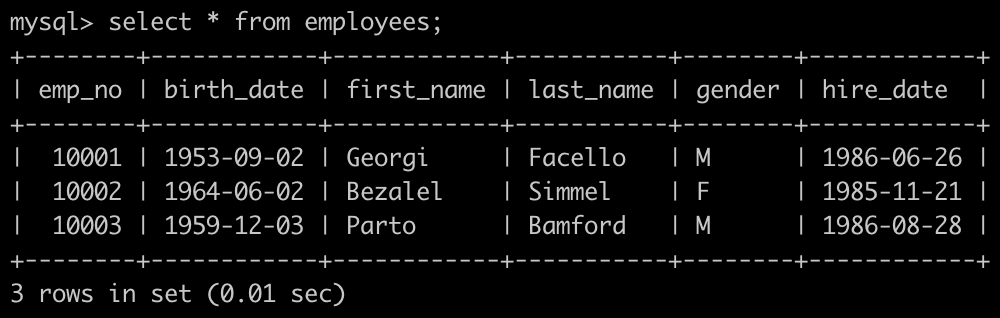 mysql> select * from employees;
+--------+------------+------------+-----------+--------+------------+
| emp_no | birth_date | first_name | last_name | gender | hire_date  |
+--------+------------+------------+-----------+--------+------------+
|  10001 | 1953-09-02 | Georgi     | Facello   | M      | 1986-06-26 |
|  10002 | 1964-06-02 | Bezalel    | Simmel    | F      | 1985-11-21 |
|  10003 | 1959-12-03 | Parto      | Bamford   | M      | 1986-08-28 |
+--------+------------+------------+-----------+--------+------------+
3 rows in set (0.01 sec)